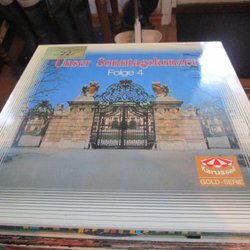 Unser Sonntagskonzert
Folge 4
Karussell
GOLD-SERIE